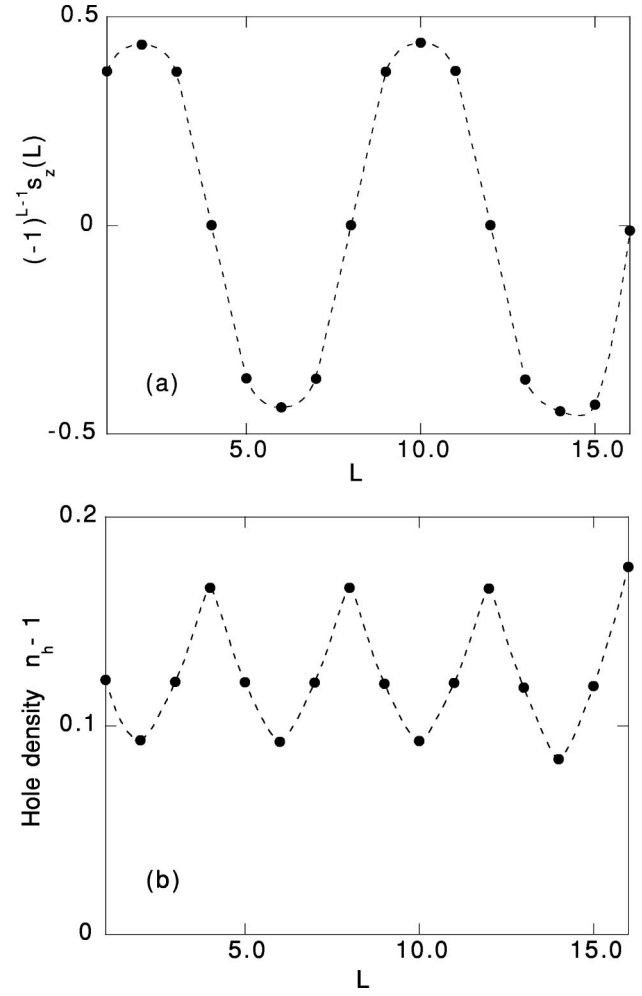 0.5
0
-0.5
(-1)^{L-1} s_z(L)
(a)
5.0 10.0 15.0
L
0.2
0.1
0
Hole density n_h - 1
(b)
5.0 10.0 15.0
L